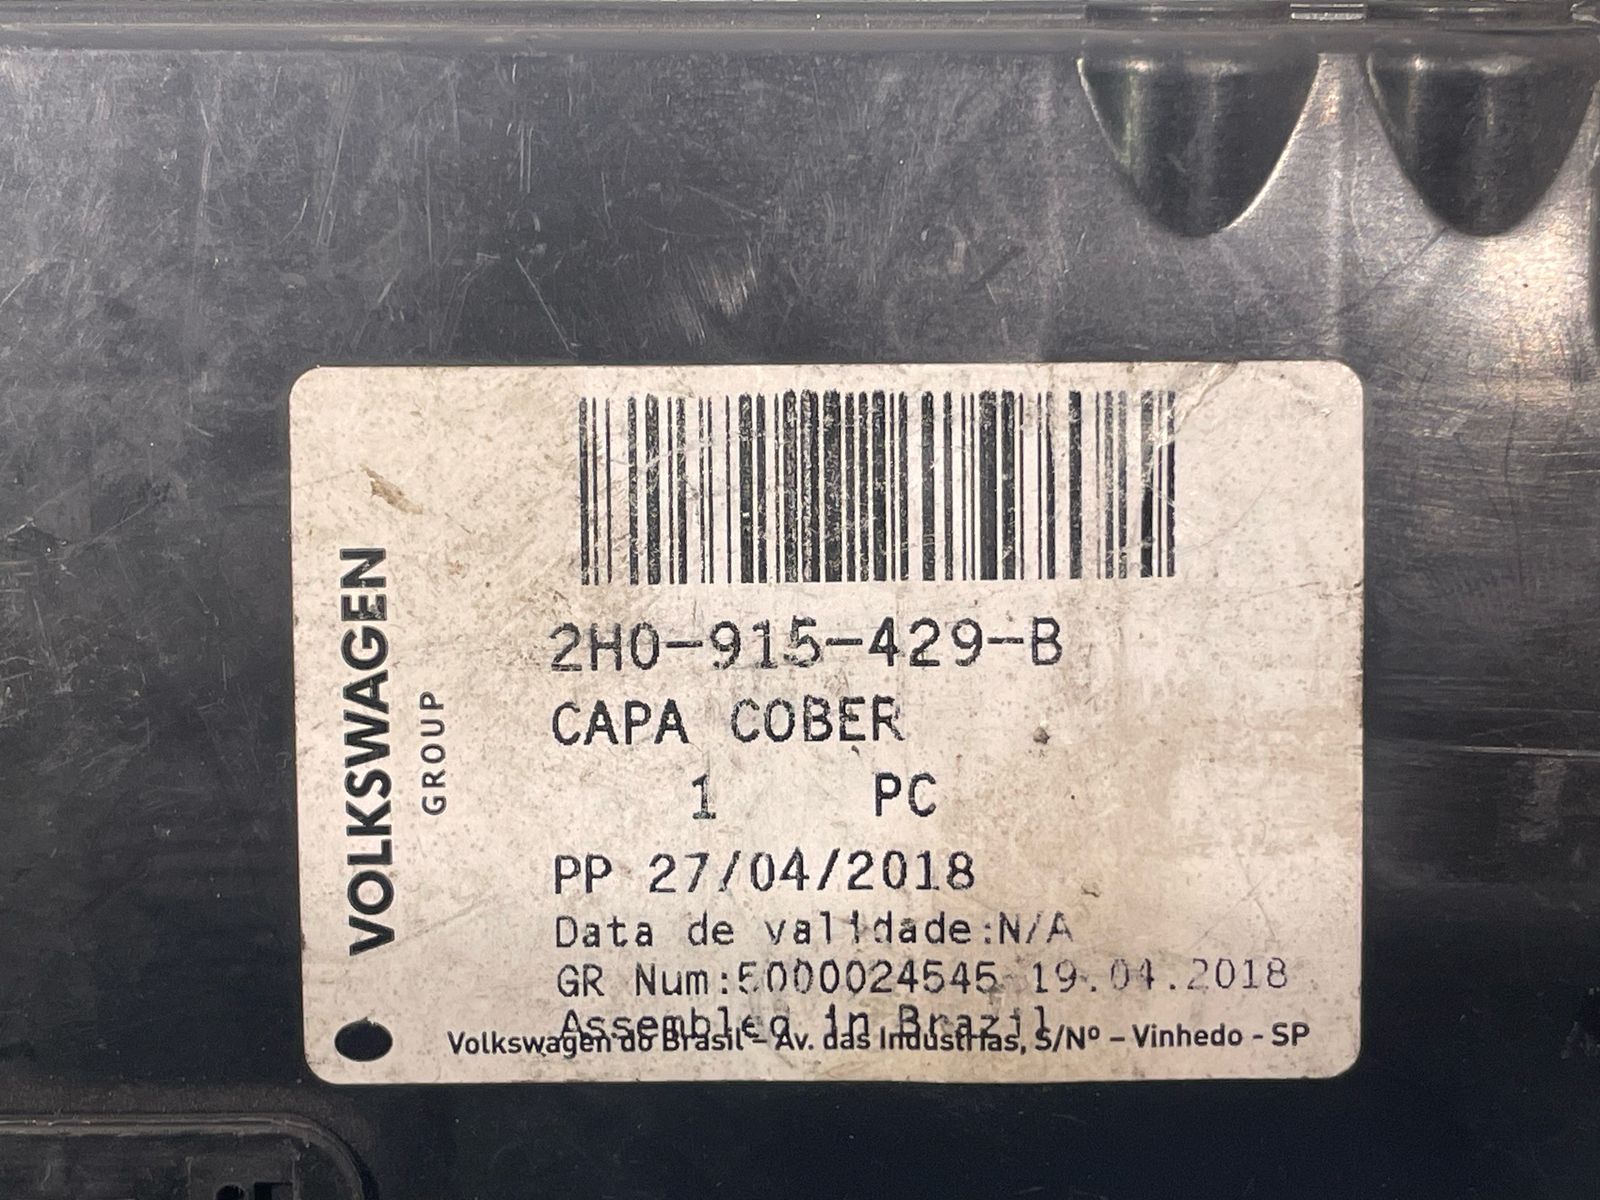 VOLKSWAGEN
GROUP
2H0-915-429-B
CAPA COBER
1 PC
PP 27/04/2018
Data de validade:N/A
GR Num:5000024545 19.04.2018
Assembled in Brazil
Volkswagen do Brasil - Av. das Indústrias, S/Nº - Vinhedo - SP